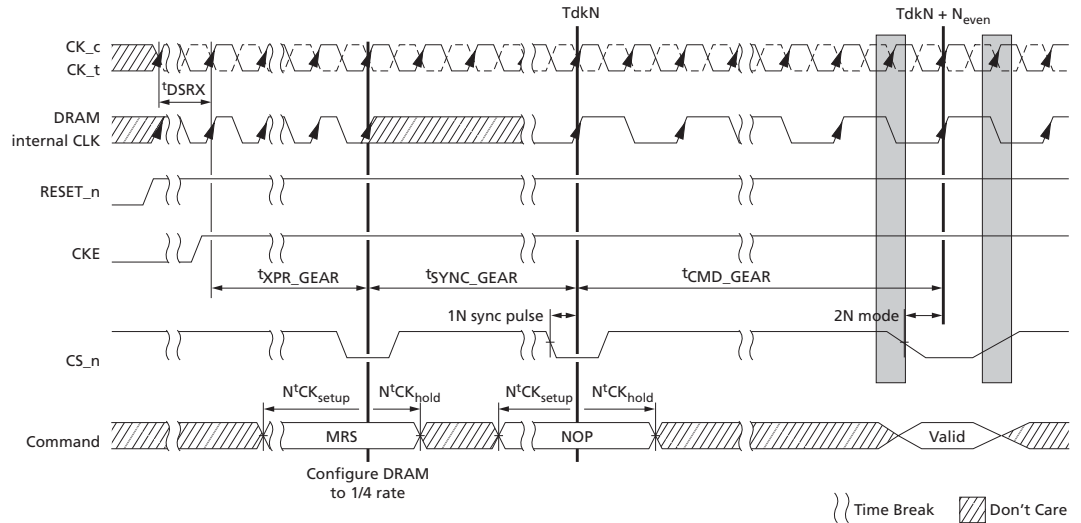 TdkN
TdkN + Neven
CK_c
CK_t
tDSRX
DRAM
internal CLK
RESET_n
CKE
tXPR_GEAR
tSYNC_GEAR
tCMD_GEAR
1N sync pulse
2N mode
CS_n
NtCKsetup
NtCKhold
NtCKsetup
NtCKhold
Command
MRS
NOP
Valid
Configure DRAM
to 1/4 rate
Time Break
Don't Care